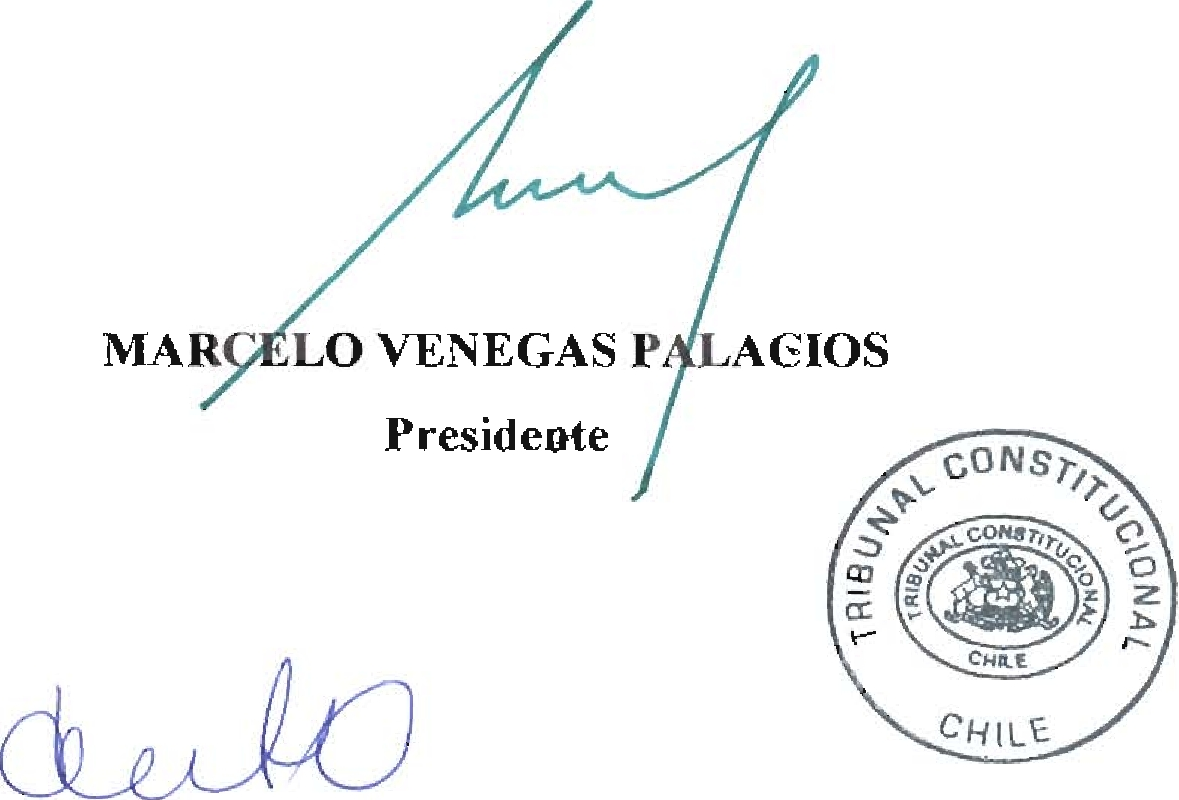 MARCELO VENEGAS PALACIOS
Presidente
TRIBUNAL CONSTITUCIONAL
TRIBUNAL CONSTITUCIONAL
CHILE
CHILE